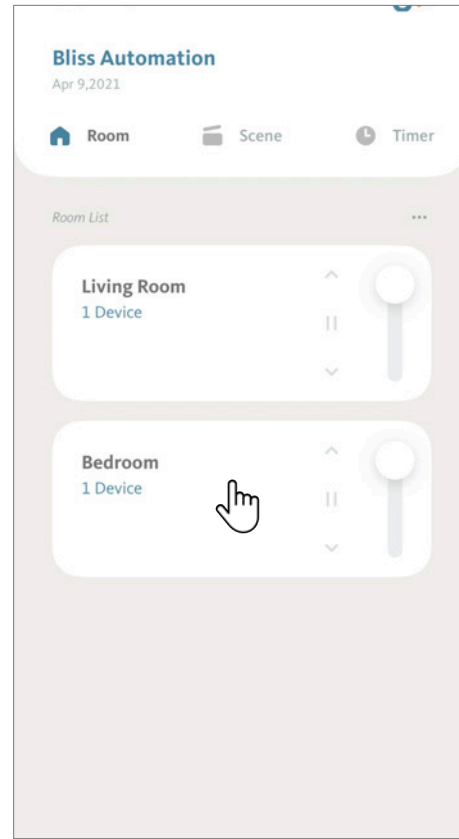 Bliss Automation
Apr 9,2021
Room Scene Timer
Room List
Living Room
1 Device
Bedroom
1 Device